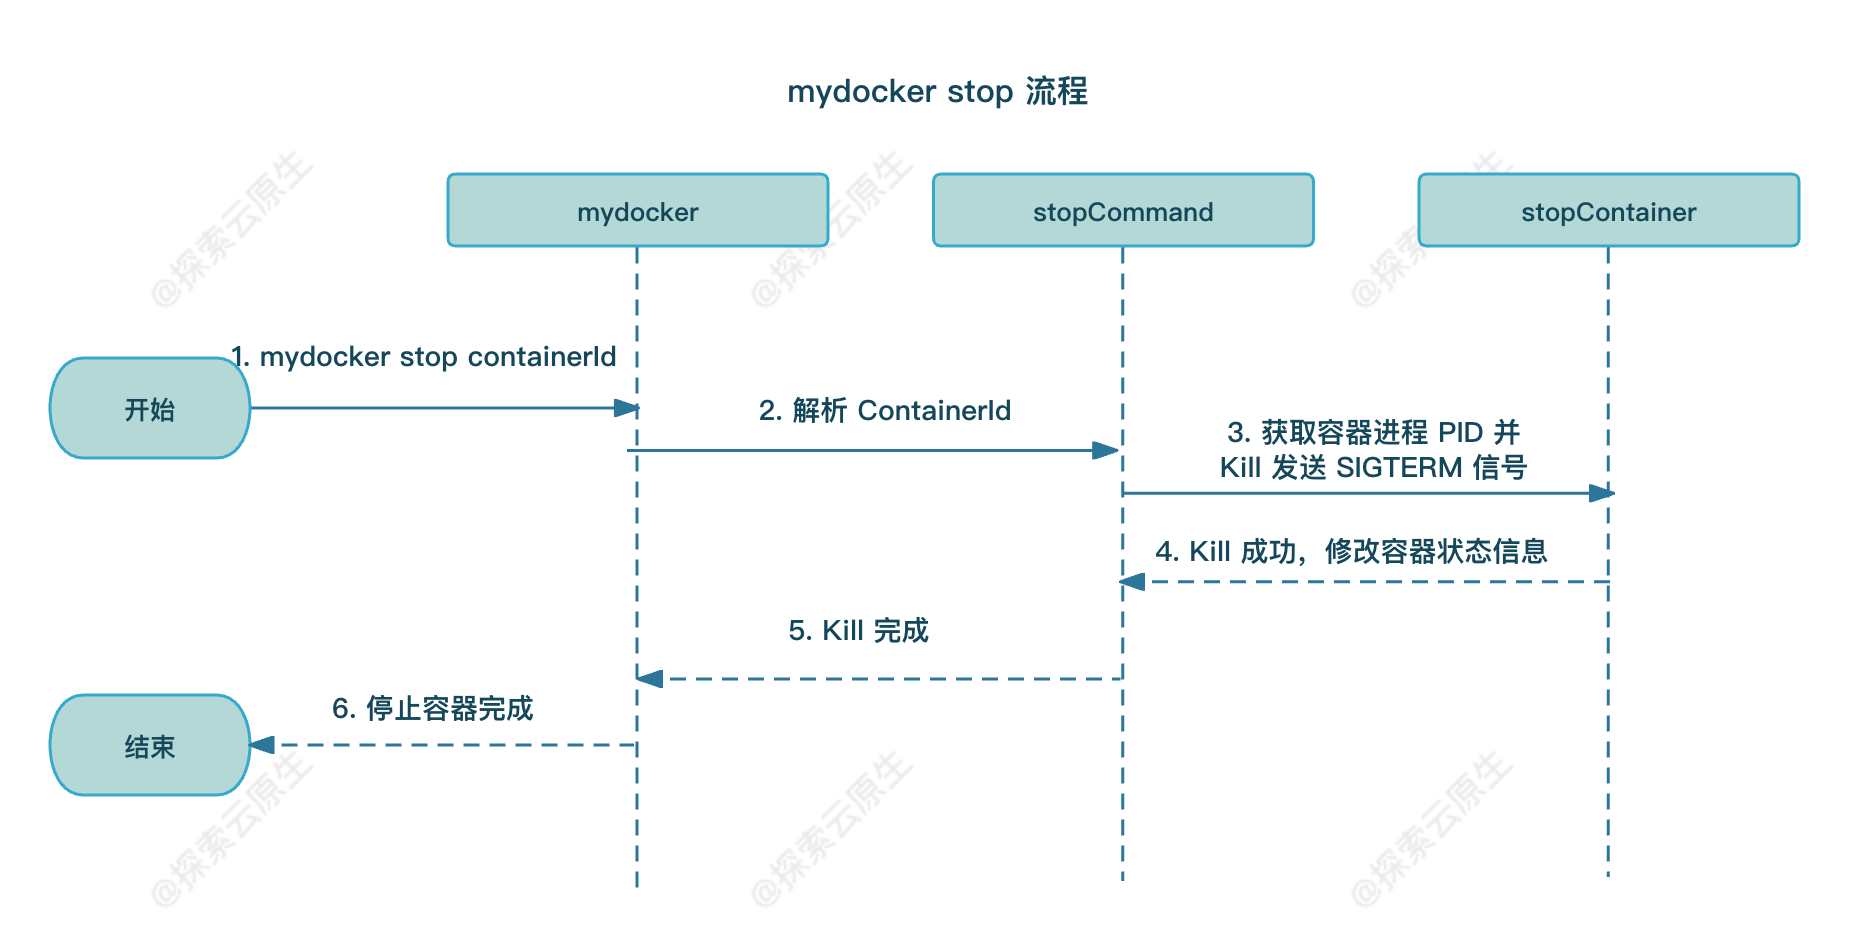 mydocker stop 流程
mydocker
stopCommand
stopContainer
1. mydocker stop containerId
开始
2. 解析 ContainerId
3. 获取容器进程 PID 并
Kill 发送 SIGTERM 信号
4. Kill 成功，修改容器状态信息
5. Kill 完成
6. 停止容器完成
结束
@探索云原生
@探索云原生
@探索云原生
@探索云原生
@探索云原生
@探索云原生